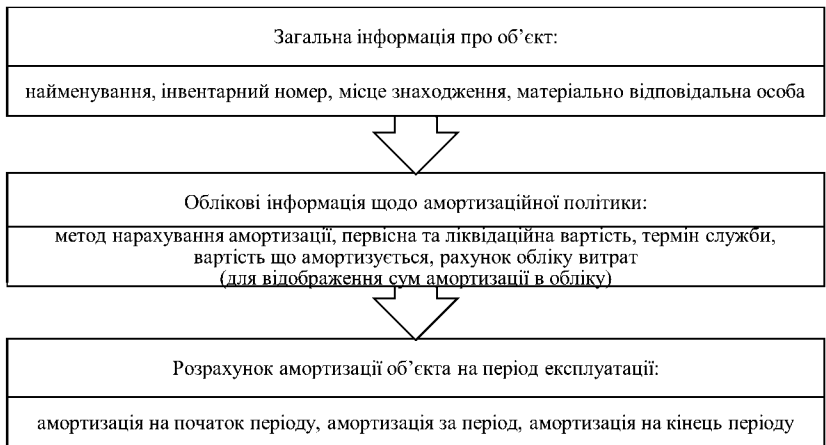 Загальна інформація про об’єкт:
найменування, інвентарний номер, місце знаходження, матеріально відповідальна особа
Облікові інформація щодо амортизаційної політики:
метод нарахування амортизації, первісна та ліквідаційна вартість, термін служби,
вартість що амортизується, рахунок обліку витрат
(для відображення сум амортизації в обліку)
Розрахунок амортизації об’єкта на період експлуатації:
амортизація на початок періоду, амортизація за період, амортизація на кінець періоду